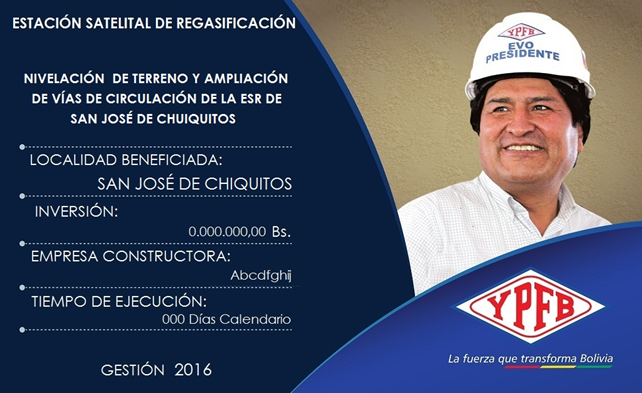 ESTACIÓN SATELITAL DE REGASIFICACIÓN
NIVELACIÓN DE TERRENO Y AMPLIACIÓN
DE VÍAS DE CIRCULACIÓN DE LA ESR DE
SAN JOSÉ DE CHUIQUITOS
LOCALIDAD BENEFICIADA:
SAN JOSÉ DE CHIQUITOS
INVERSIÓN:
0.000.000,00 Bs.
EMPRESA CONSTRUCTORA:
Abcdfghij
TIEMPO DE EJECUCIÓN:
000 Días Calendario
GESTIÓN 2016
YPFB
EVO
PRESIDENTE
YPFB
La fuerza que transforma Bolivia